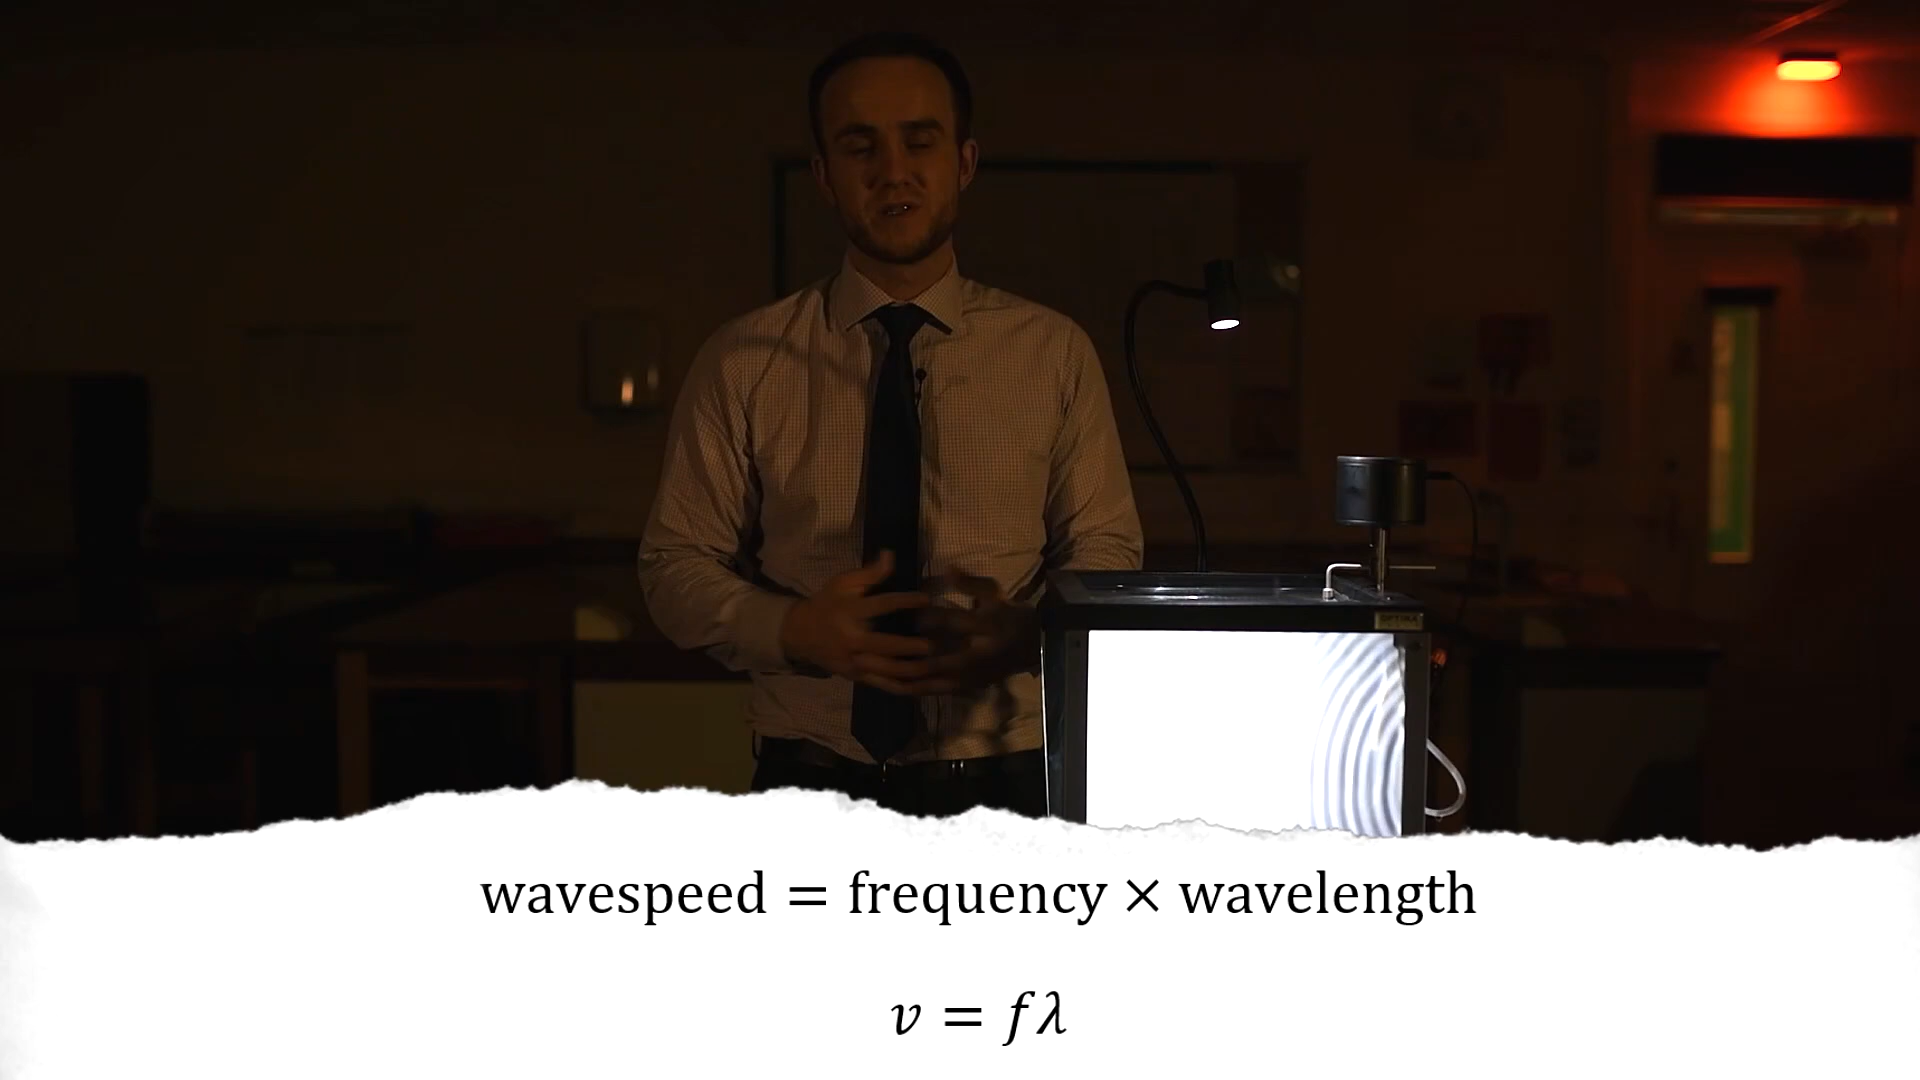 wavespeed = frequency × wavelength
v = fλ